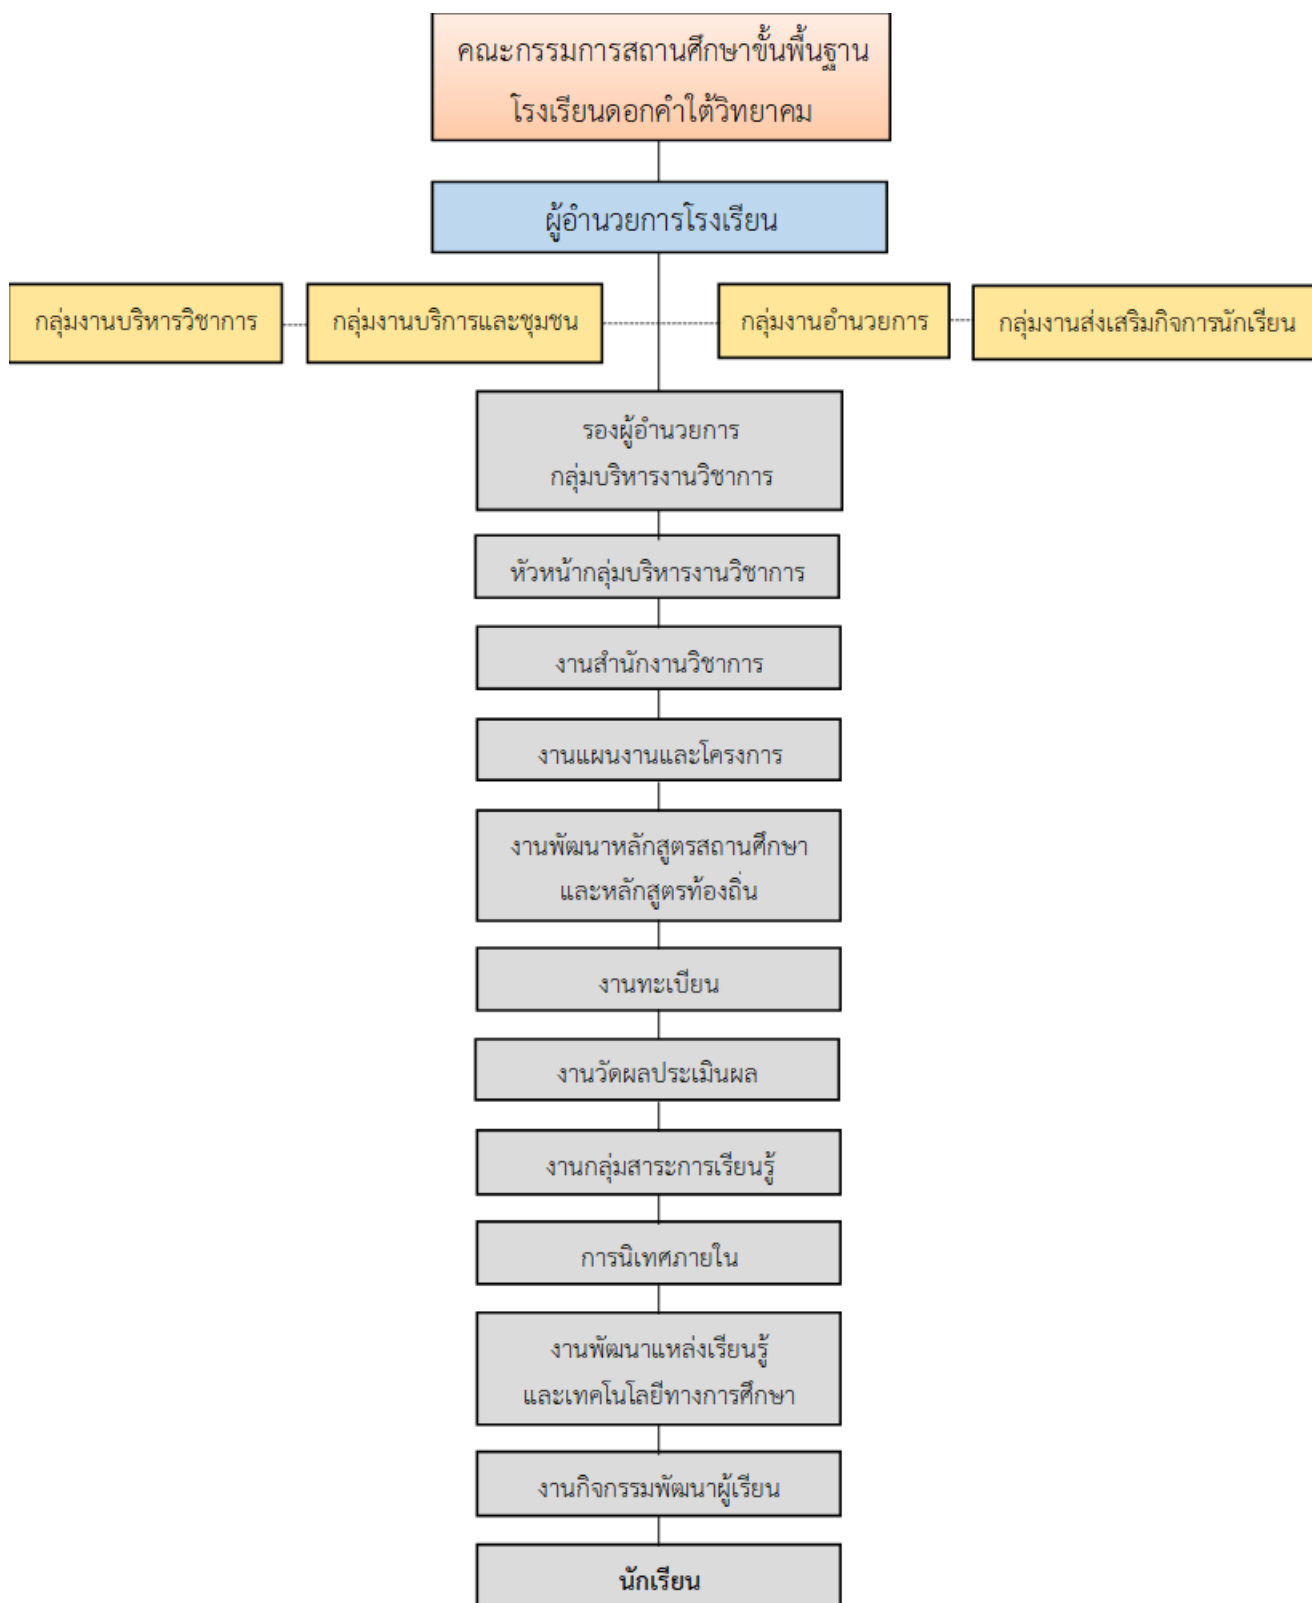 คณะกรรมการสถานศึกษาขั้นพื้นฐาน
โรงเรียนดอกคำใต้วิทยาคม
ผู้อำนวยการโรงเรียน
กลุ่มงานบริหารวิชาการ
กลุ่มงานบริการและชุมชน
กลุ่มงานอำนวยการ
กลุ่มงานส่งเสริมกิจการนักเรียน
รองผู้อำนวยการ
กลุ่มบริหารงานวิชาการ
หัวหน้ากลุ่มบริหารงานวิชาการ
งานสำนักงานวิชาการ
งานแผนงานและโครงการ
งานพัฒนาหลักสูตรสถานศึกษา
และหลักสูตรท้องถิ่น
งานทะเบียน
งานวัดผลประเมินผล
งานกลุ่มสาระการเรียนรู้
การนิเทศภายใน
งานพัฒนาแหล่งเรียนรู้
และเทคโนโลยีทางการศึกษา
งานกิจกรรมพัฒนาผู้เรียน
นักเรียน